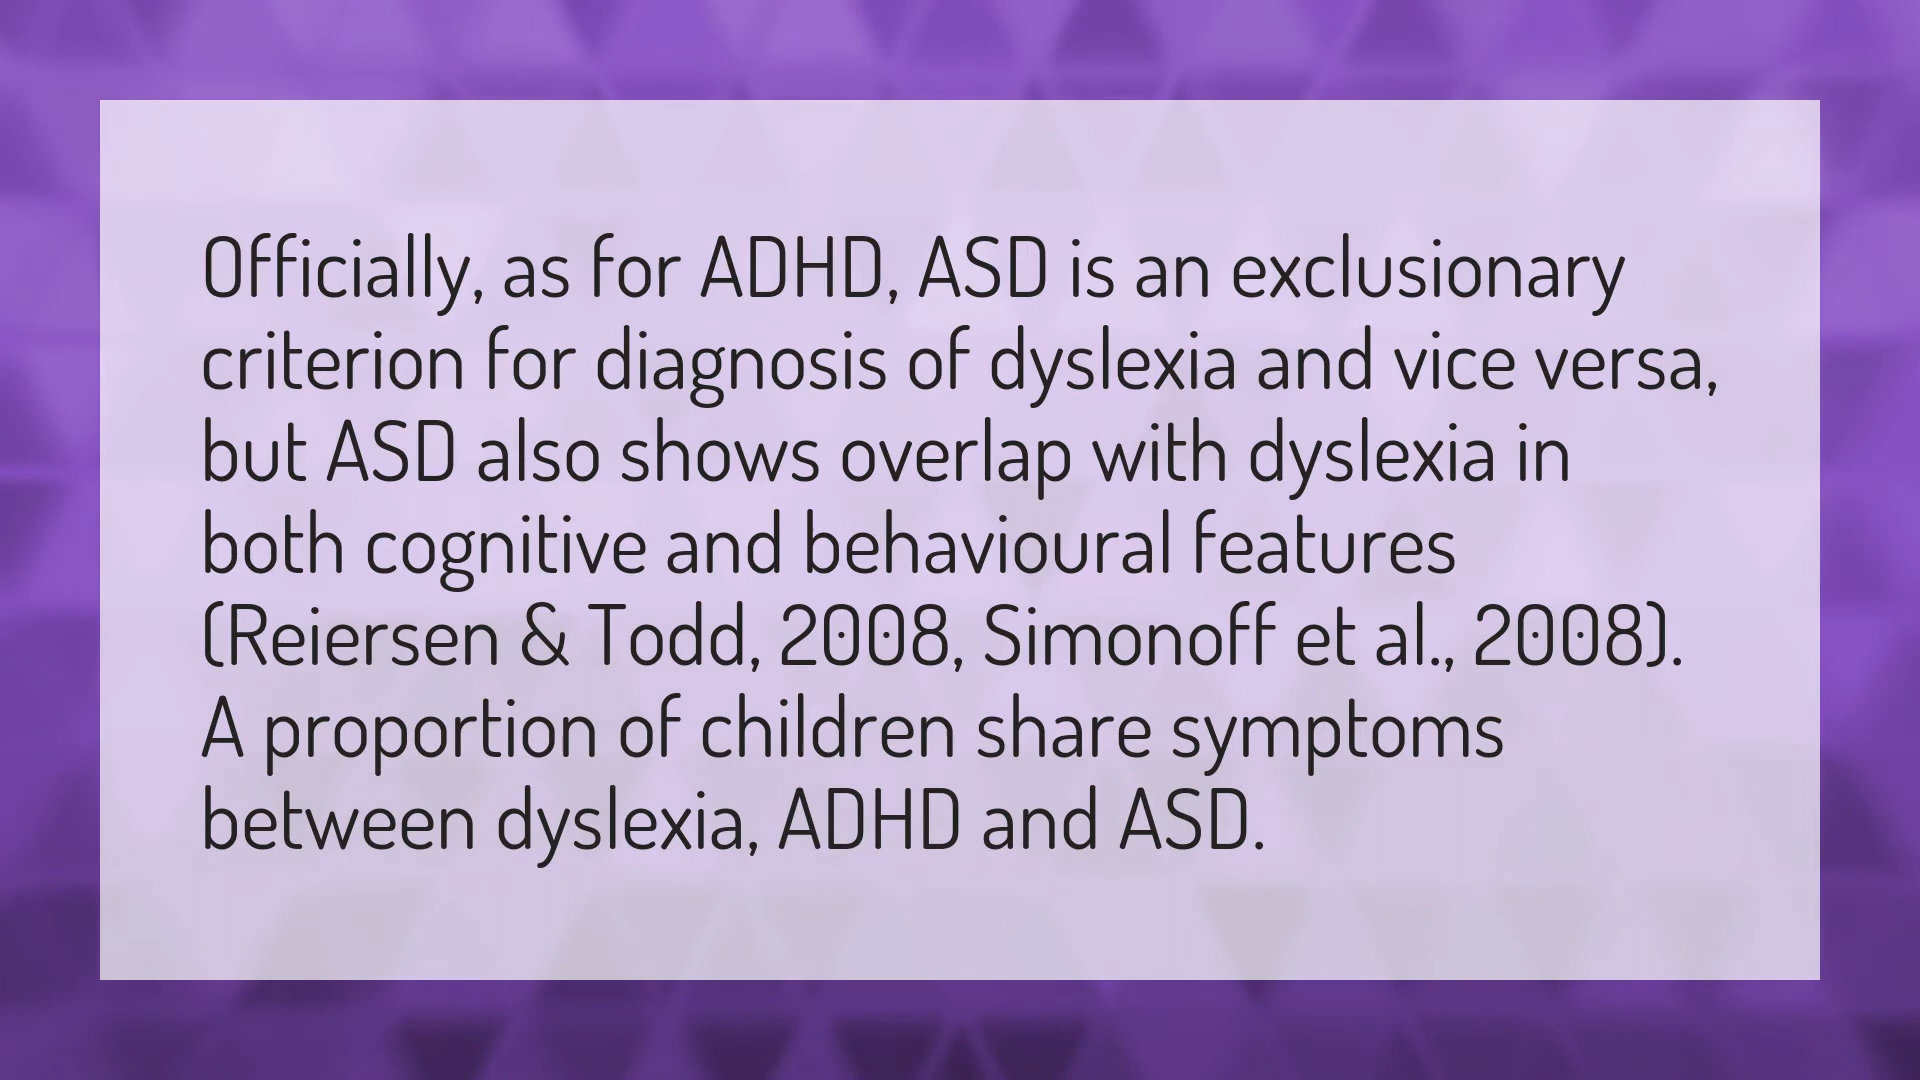 Officially, as for ADHD, ASD is an exclusionary
criterion for diagnosis of dyslexia and vice versa,
but ASD also shows overlap with dyslexia in
both cognitive and behavioural features
(Reiersen & Todd, 2008, Simonoff et al., 2008).
A proportion of children share symptoms
between dyslexia, ADHD and ASD.